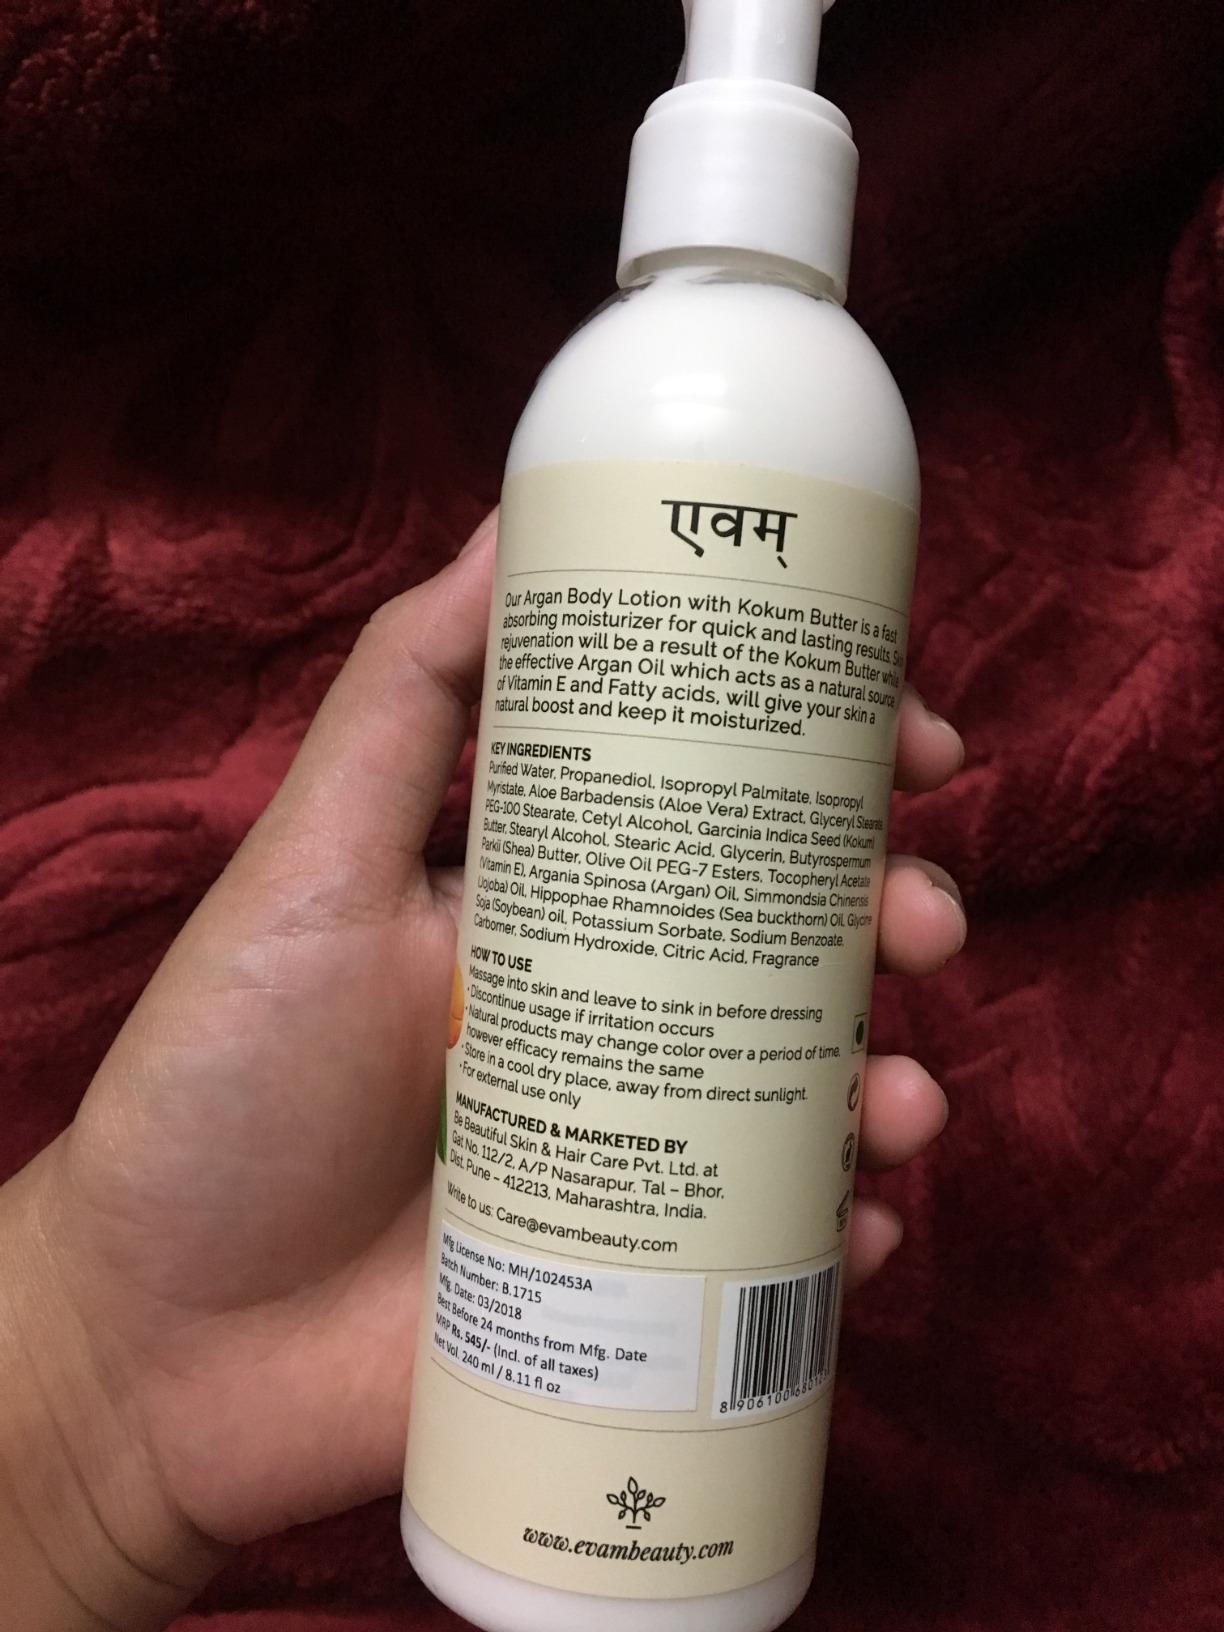 एवम्
Our Argan Body Lotion with Kokum Butter is a fast
absorbing moisturizer for quick and lasting results. Skin
rejuvenation will be a result of the Kokum Butter while
the effective Argan Oil which acts as a natural source
of Vitamin E and Fatty acids, will give your skin a
natural boost and keep it moisturized.
KEY INGREDIENTS
Purified Water, Propanediol, Isopropyl Palmitate, Isopropyl
Myristate, Aloe Barbadensis (Aloe Vera) Extract, Glyceryl Stearate
PEG-100 Stearate, Cetyl Alcohol, Garcinia Indica Seed (Kokum)
Butter, Stearyl Alcohol, Stearic Acid, Glycerin, Butyrospermum
Parkii (Shea) Butter, Olive Oil PEG-7 Esters, Tocopheryl Acetate
(Vitamin E), Argania Spinosa (Argan) Oil, Simmondsia Chinensis
(Jojoba) Oil, Hippophae Rhamnoides (Sea buckthorn) Oil, Glycine
Soja (Soybean) oil, Potassium Sorbate, Sodium Benzoate,
Carbomer, Sodium Hydroxide, Citric Acid, Fragrance
HOW TO USE
Massage into skin and leave to sink in before dressing
• Discontinue usage if irritation occurs
• Natural products may change color over a period of time,
however efficacy remains the same
• Store in a cool dry place, away from direct sunlight.
• For external use only
MANUFACTURED & MARKETED BY
Be Beautiful Skin & Hair Care Pvt. Ltd. at
Gat No. 112/2, A/P Nasarapur, Tal – Bhor,
Dist. Pune – 412213, Maharashtra, India.
Write to us: Care@evambeauty.com
Mfg License No: MH/102453A
Batch Number: B.1715
Mfg. Date: 03/2018
Best Before 24 months from Mfg. Date
MRP Rs. 545/- (Incl. of all taxes)
Net Vol. 240 ml / 8.11 fl oz
8 906100
www.evambeauty.com